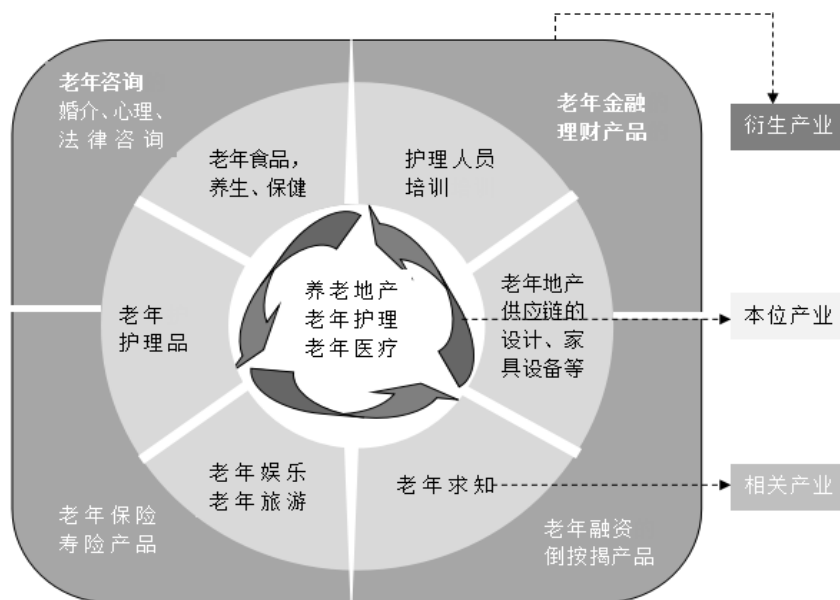 老年咨询
婚介、心理、
法律咨询
老年金融
理财产品
衍生产业
老年食品，
养生、保健
护理人员
培训
养老地产
老年护理
老年医疗
老年地产
供应链的
设计、家
具设备等
本位产业
老年
护理品
老年娱乐
老年旅游
老年求知
相关产业
老年保险
寿险产品
老年融资
倒按揭产品